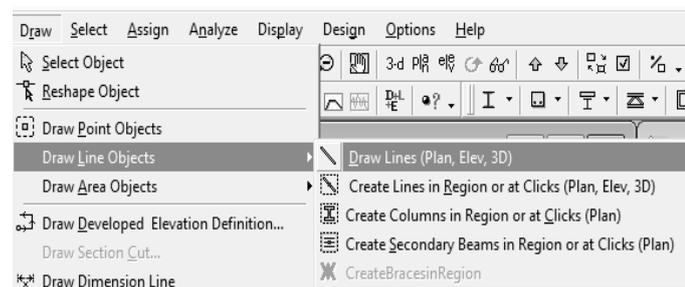 Draw Select Assign Analyze Display Design Options Help
Select Object
3-d
Reshape Object
D+L
+E
Draw Point Objects
Draw Line Objects
Draw Lines (Plan, Elev, 3D)
Draw Area Objects
Create Lines in Region or at Clicks (Plan, Elev, 3D)
Draw Developed Elevation Definition...
Create Columns in Region or at Clicks (Plan)
Draw Section Cut...
Create Secondary Beams in Region or at Clicks (Plan)
Draw Dimension Line
CreateBracesinRegion